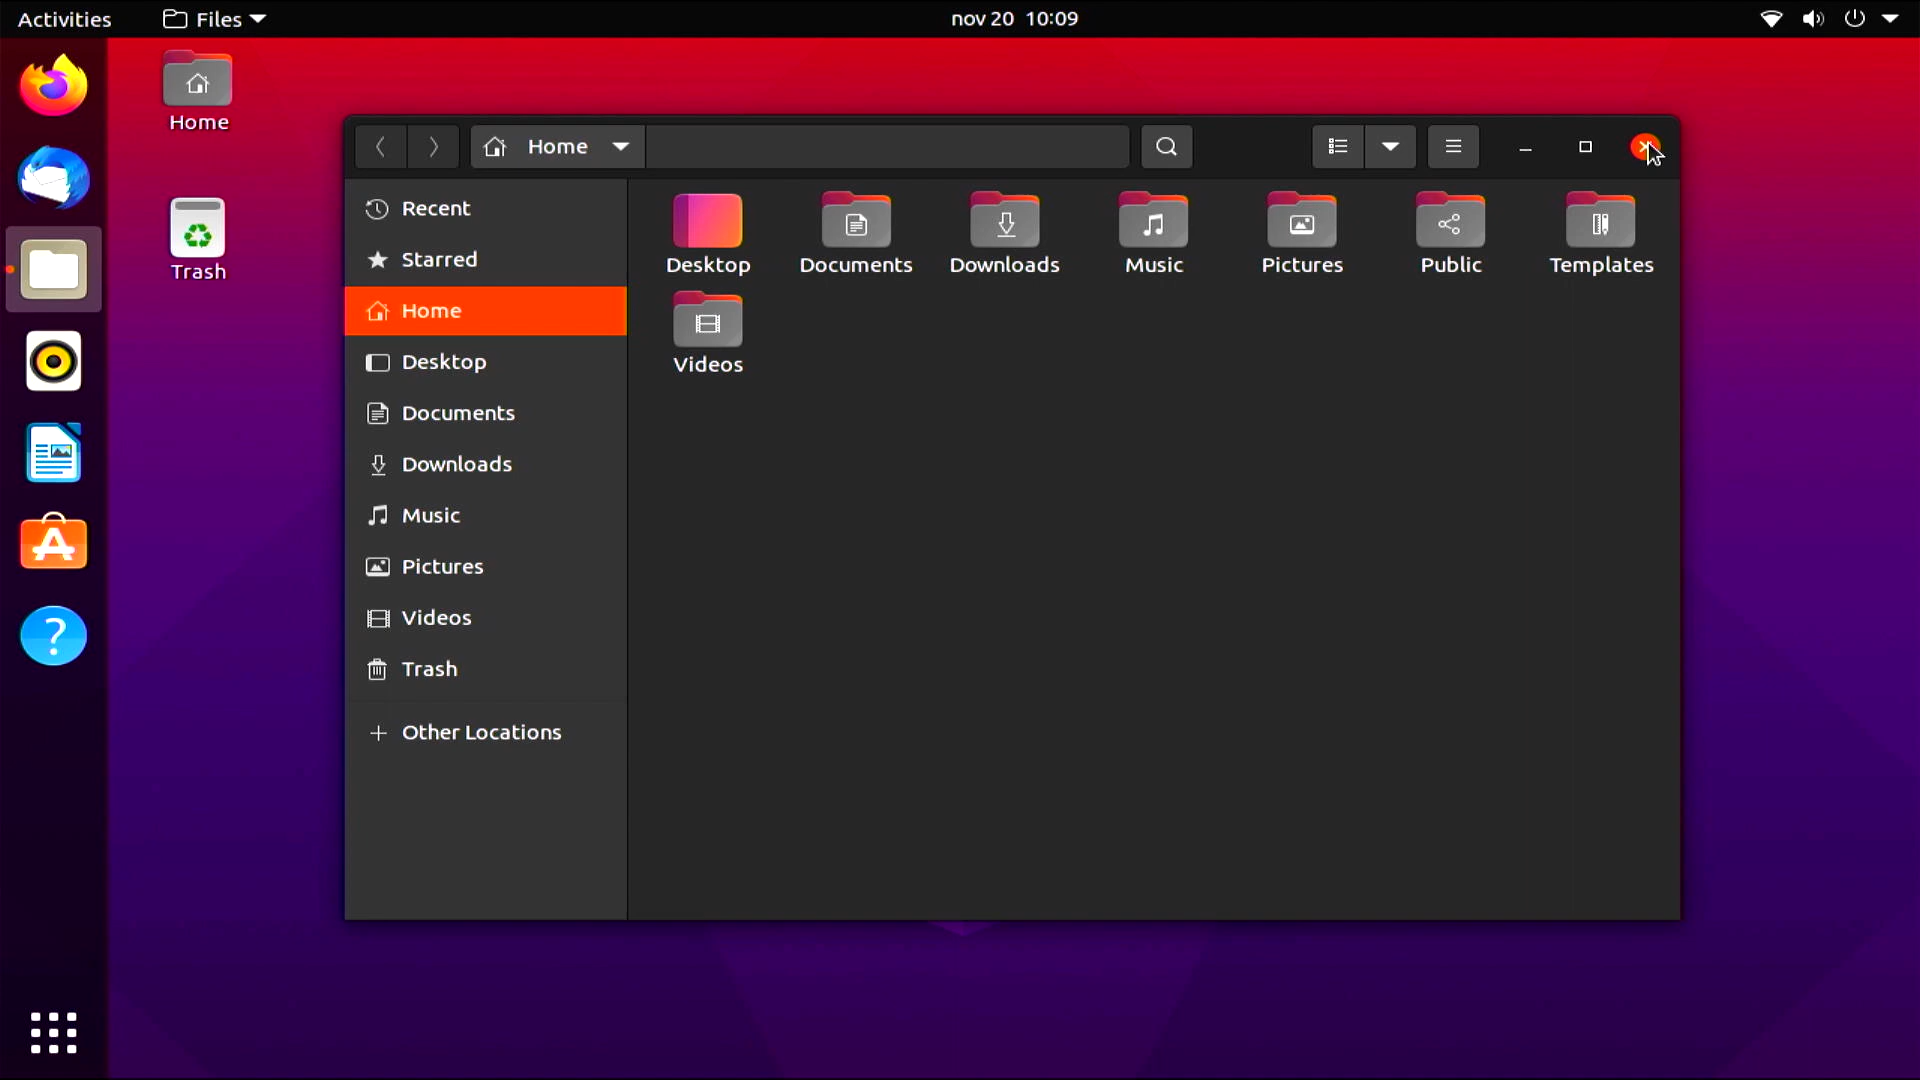 Activities Files nov 20 10:09
Home
Trash
Home
Recent
Starred
Home
Desktop
Documents
Downloads
Music
Pictures
Videos
Trash
Other Locations
Desktop Documents Downloads Music Pictures Public Templates
Videos